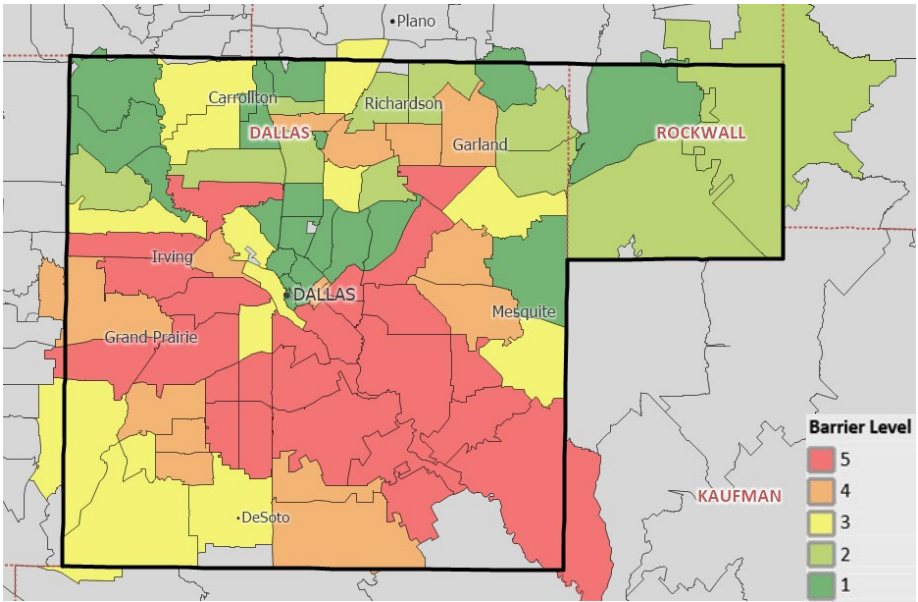 Plano
Carrollton
Richardson
DALLAS
ROCKWALL
Garland
Irving
DALLAS
Mesquite
Grand Prairie
Barrier Level
5
4
KAUFMAN
3
DeSoto
2
1